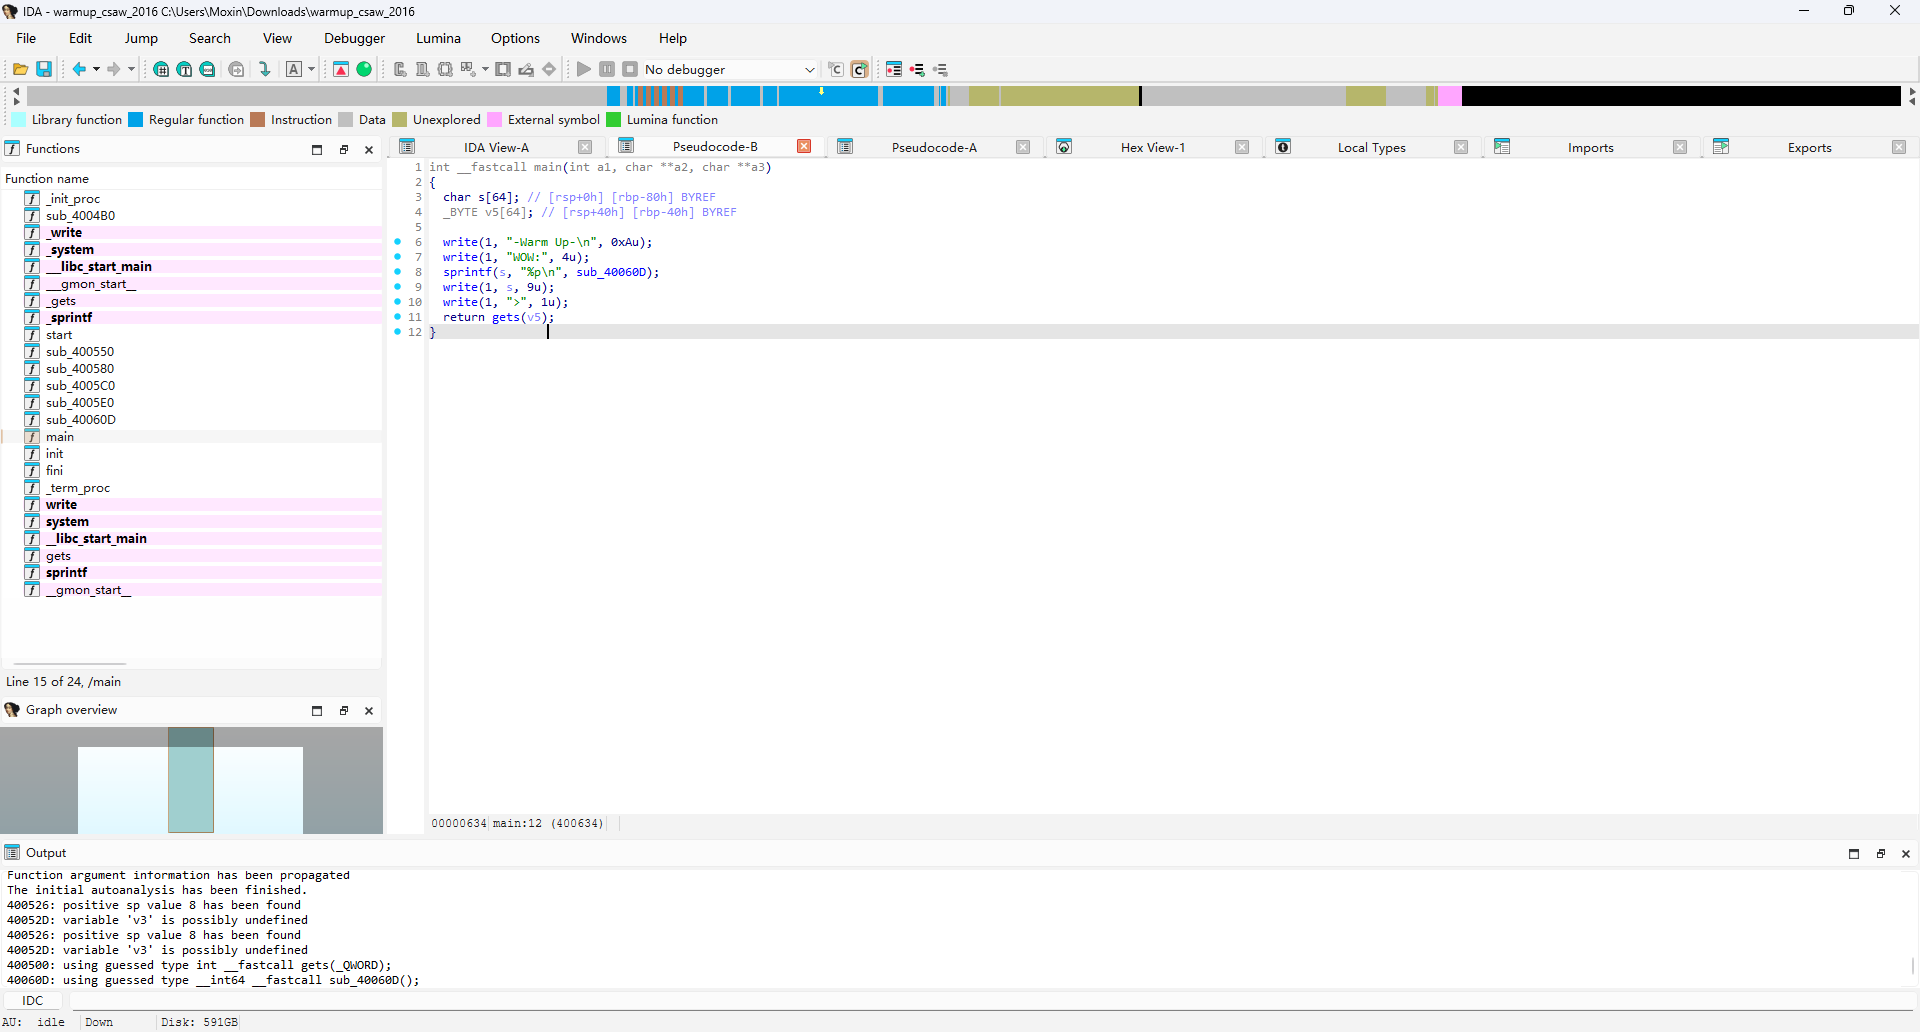 IDA - warmup_csaw_2016 C:\Users\Moxin\Downloads\warmup_csaw_2016
File Edit Jump Search View Debugger Lumina Options Windows Help
No debugger
Library function Regular function Instruction Data Unexplored External symbol Lumina function
Functions
Function name
_init_proc
sub_4004B0
_write
_system
__libc_start_main
__gmon_start__
_gets
_sprintf
start
sub_400550
sub_400580
sub_4005C0
sub_4005E0
sub_40060D
main
init
fini
_term_proc
write
system
__libc_start_main
gets
sprintf
__gmon_start__
Line 15 of 24, /main
Graph overview
IDA View-A Pseudocode-B Pseudocode-A Hex View-1 Local Types Imports Exports
1 int __fastcall main(int a1, char **a2, char **a3)
2 {
3 char s[64]; // [rsp+0h] [rbp-80h] BYREF
4 _BYTE v5[64]; // [rsp+40h] [rbp-40h] BYREF
5
6 write(1, "-Warm Up-\n", 0xAu);
7 write(1, "WOW:", 4u);
8 sprintf(s, "%p\n", sub_40060D);
9 write(1, s, 9u);
10 write(1, ">", 1u);
11 return gets(v5);
12 }
00000634 main:12 (400634)
Output
Function argument information has been propagated
The initial autoanalysis has been finished.
400526: positive sp value 8 has been found
40052D: variable 'v3' is possibly undefined
400526: positive sp value 8 has been found
40052D: variable 'v3' is possibly undefined
400500: using guessed type int __fastcall gets(_QWORD);
40060D: using guessed type __int64 __fastcall sub_40060D();
IDC
AU: idle Down Disk: 591GB